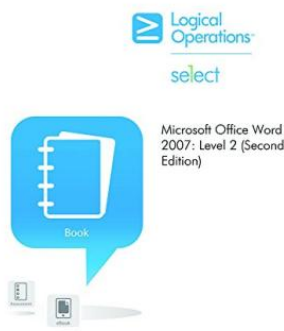 Logical
Operations
select
Microsoft Office Word
2007: Level 2 (Second
Edition)
Book
eBook